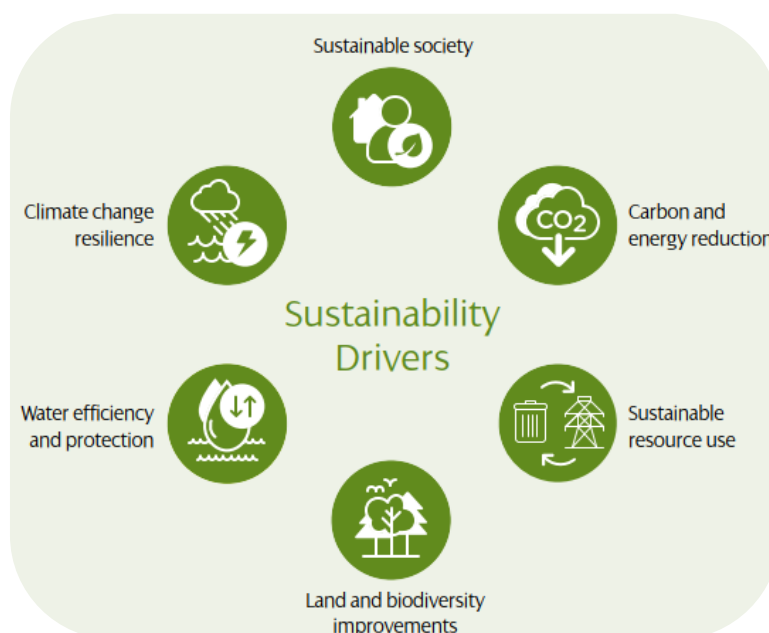 Sustainable society
Climate change
resilience
CO2
Carbon and
energy reduction
Sustainability
Drivers
Water efficiency
and protection
Sustainable
resource use
Land and biodiversity
improvements